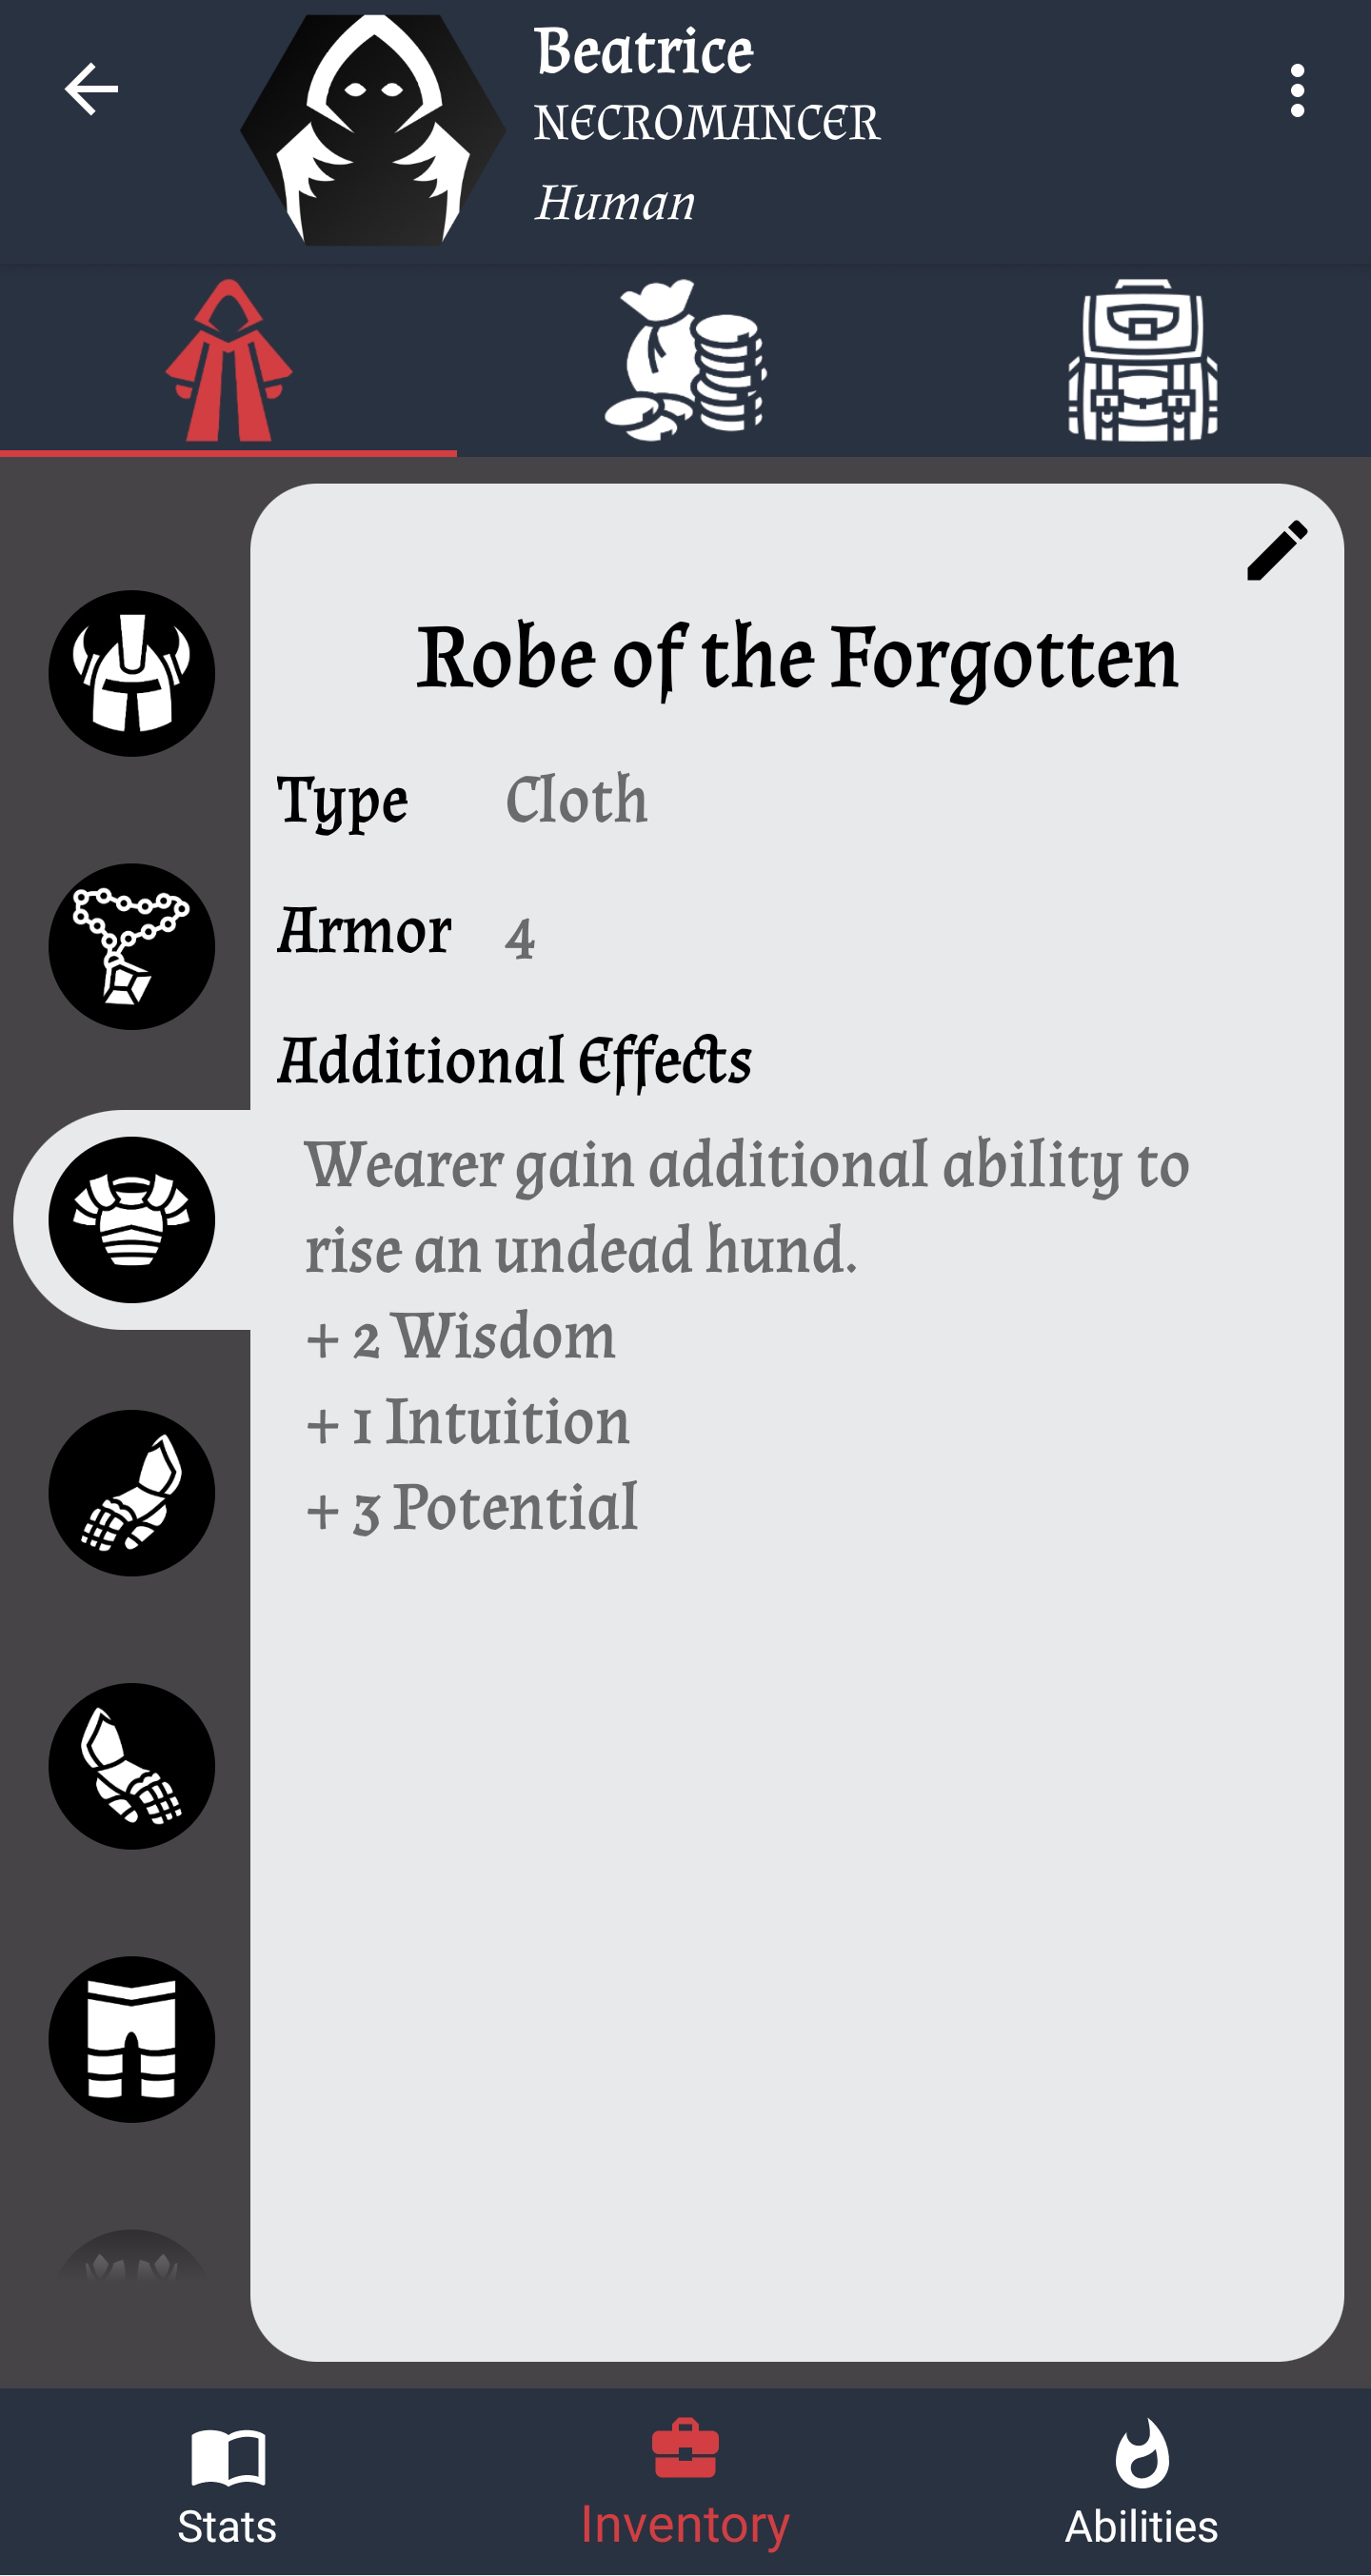 Beatrice
NECROMANCER
Human
Robe of the Forgotten
Type Cloth
Armor 4
Additional Effects
Wearer gain additional ability to
rise an undead hund.
+ 2 Wisdom
+ 1 Intuition
+ 3 Potential
Stats Inventory Abilities